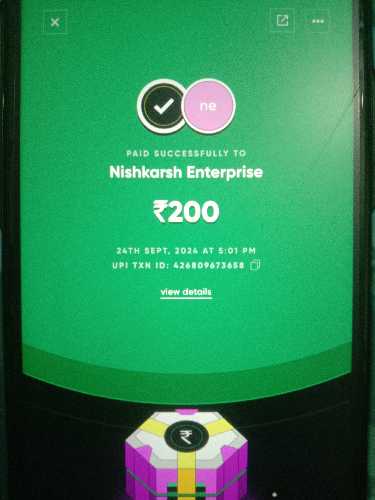 ne
PAID SUCCESSFULLY TO
Nishkarsh Enterprise
₹200
24TH SEPT, 2024 AT 5:01 PM
UPI TXN ID: 426809673658
view details
₹